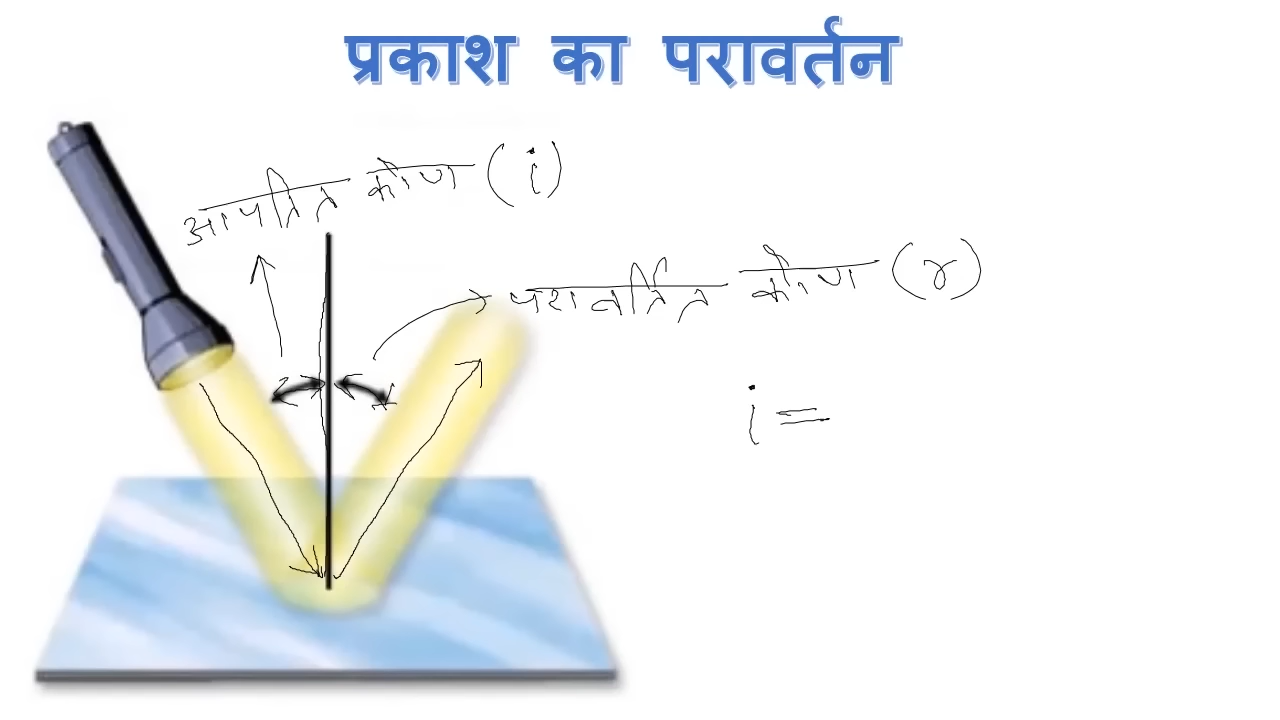 प्रकाश का परावर्तन
आपतित कोण (i)
परावर्तित कोण (r)
i =